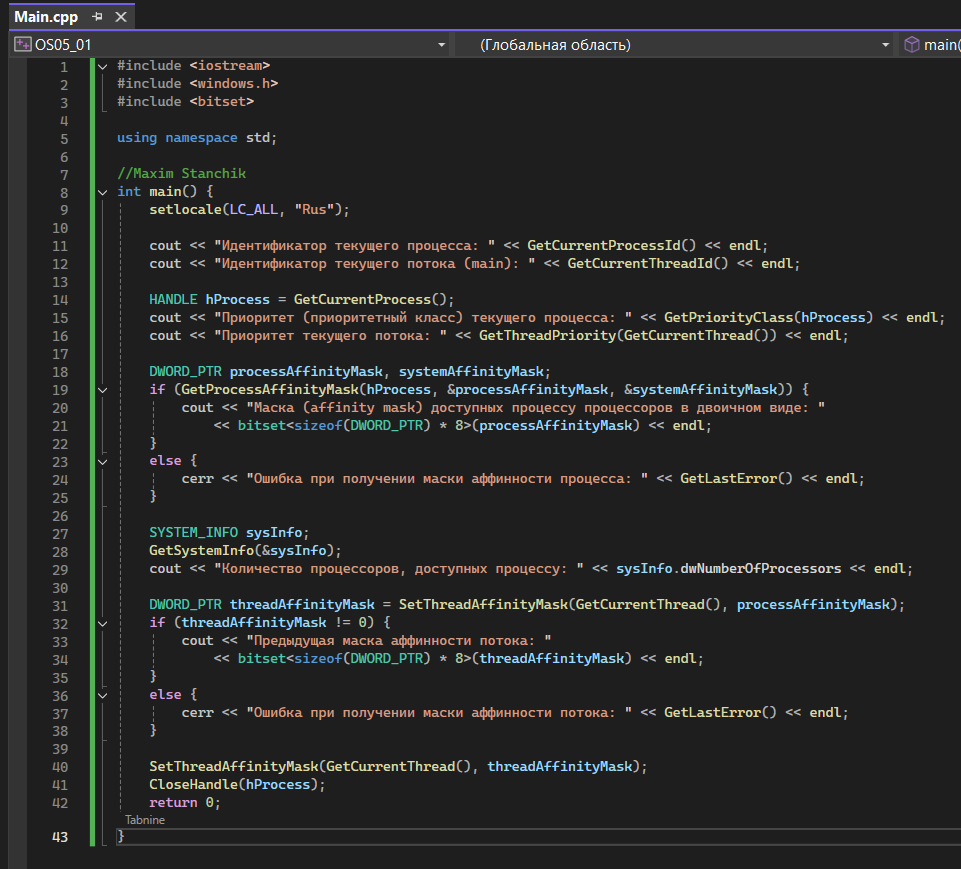 Main.cpp
OS05_01 (Глобальная область) main(
1 #include <iostream>
2 #include <windows.h>
3 #include <bitset>
4
5 using namespace std;
6
7 //Maxim Stanchik
8 int main() {
9 setlocale(LC_ALL, "Rus");
10
11 cout << "Идентификатор текущего процесса: " << GetCurrentProcessId() << endl;
12 cout << "Идентификатор текущего потока (main): " << GetCurrentThreadId() << endl;
13
14 HANDLE hProcess = GetCurrentProcess();
15 cout << "Приоритет (приоритетный класс) текущего процесса: " << GetPriorityClass(hProcess) << endl;
16 cout << "Приоритет текущего потока: " << GetThreadPriority(GetCurrentThread()) << endl;
17
18 DWORD_PTR processAffinityMask, systemAffinityMask;
19 if (GetProcessAffinityMask(hProcess, &processAffinityMask, &systemAffinityMask)) {
20 cout << "Маска (affinity mask) доступных процессу процессоров в двоичном виде: "
21 << bitset<sizeof(DWORD_PTR) * 8>(processAffinityMask) << endl;
22 }
23 else {
24 cerr << "Ошибка при получении маски аффинности процесса: " << GetLastError() << endl;
25 }
26
27 SYSTEM_INFO sysInfo;
28 GetSystemInfo(&sysInfo);
29 cout << "Количество процессоров, доступных процессу: " << sysInfo.dwNumberOfProcessors << endl;
30
31 DWORD_PTR threadAffinityMask = SetThreadAffinityMask(GetCurrentThread(), processAffinityMask);
32 if (threadAffinityMask != 0) {
33 cout << "Предыдущая маска аффинности потока: "
34 << bitset<sizeof(DWORD_PTR) * 8>(threadAffinityMask) << endl;
35 }
36 else {
37 cerr << "Ошибка при получении маски аффинности потока: " << GetLastError() << endl;
38 }
39
40 SetThreadAffinityMask(GetCurrentThread(), threadAffinityMask);
41 CloseHandle(hProcess);
42 return 0;
Tabnine
43 }